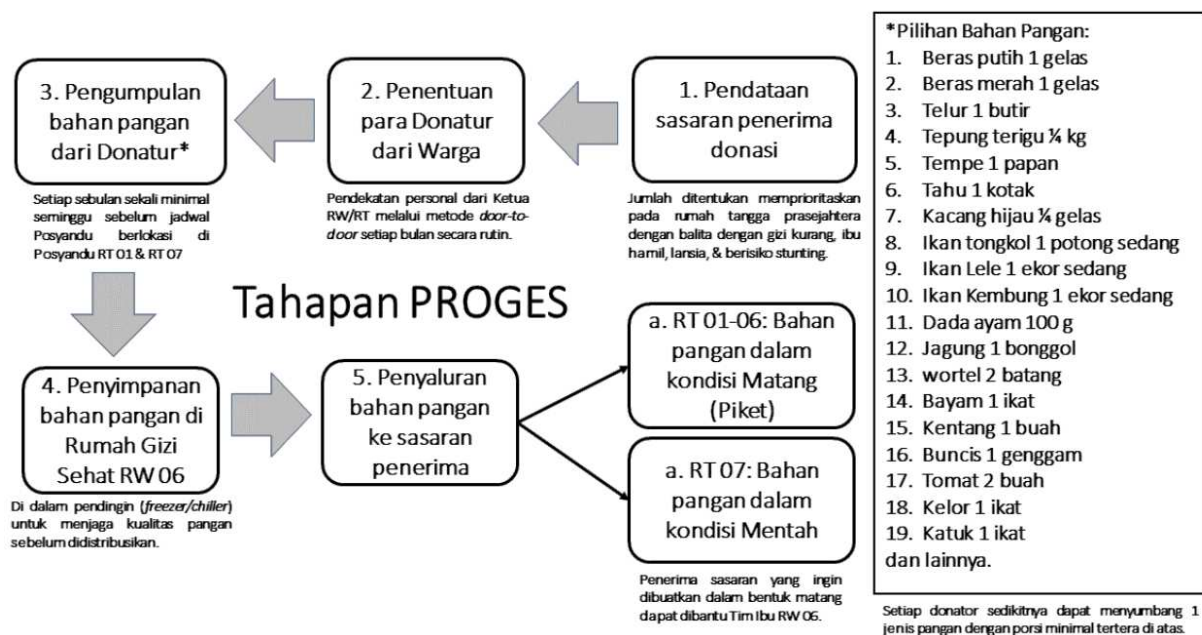 1. Pendataan
sasaran penerima
donasi
Jumlah ditentukan memprioritaskan
pada rumah tangga prasejahtera
dengan balita dengan gizi kurang, ibu
hamil, lansia, & berisiko stunting.
2. Penentuan
para Donatur
dari Warga
Pendekatan personal dari Ketua
RW/RT melalui metode door-to-
door setiap bulan secara rutin.
3. Pengumpulan
bahan pangan
dari Donatur*
Setiap sebulan sekali minimal
seminggu sebelum jadwal
Posyandu berlokasi di
Posyandu RT 01 & RT 07
Tahapan PROGES
4. Penyimpanan
bahan pangan di
Rumah Gizi
Sehat RW 06
Di dalam pendingin (freezer/chiller)
untuk menjaga kualitas pangan
sebelum didistribusikan.
5. Penyaluran
bahan pangan
ke sasaran
penerima
a. RT 01-06: Bahan
pangan dalam
kondisi Matang
(Piket)
a. RT 07: Bahan
pangan dalam
kondisi Mentah
Penerima sasaran yang ingin
dibuatkan dalam bentuk matang
dapat dibantu Tim Ibu RW 06.
*Pilihan Bahan Pangan:
1. Beras putih 1 gelas
2. Beras merah 1 gelas
3. Telur 1 butir
4. Tepung terigu ¼ kg
5. Tempe 1 papan
6. Tahu 1 kotak
7. Kacang hijau ¼ gelas
8. Ikan tongkol 1 potong sedang
9. Ikan Lele 1 ekor sedang
10. Ikan Kembung 1 ekor sedang
11. Dada ayam 100 g
12. Jagung 1 bonggol
13. wortel 2 batang
14. Bayam 1 ikat
15. Kentang 1 buah
16. Buncis 1 genggam
17. Tomat 2 buah
18. Kelor 1 ikat
19. Katuk 1 ikat
dan lainnya.
Setiap donator sedikitnya dapat menyumbang 1
jenis pangan dengan porsi minimal tertera di atas.